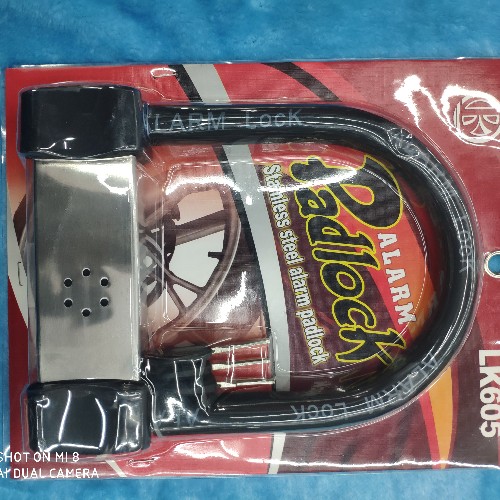 ALARM LOCK
ALARM
Padlock
Stainless steel alarm padlock
ALARM LOCK
LK605
SHOT ON MI 8
AI DUAL CAMERA